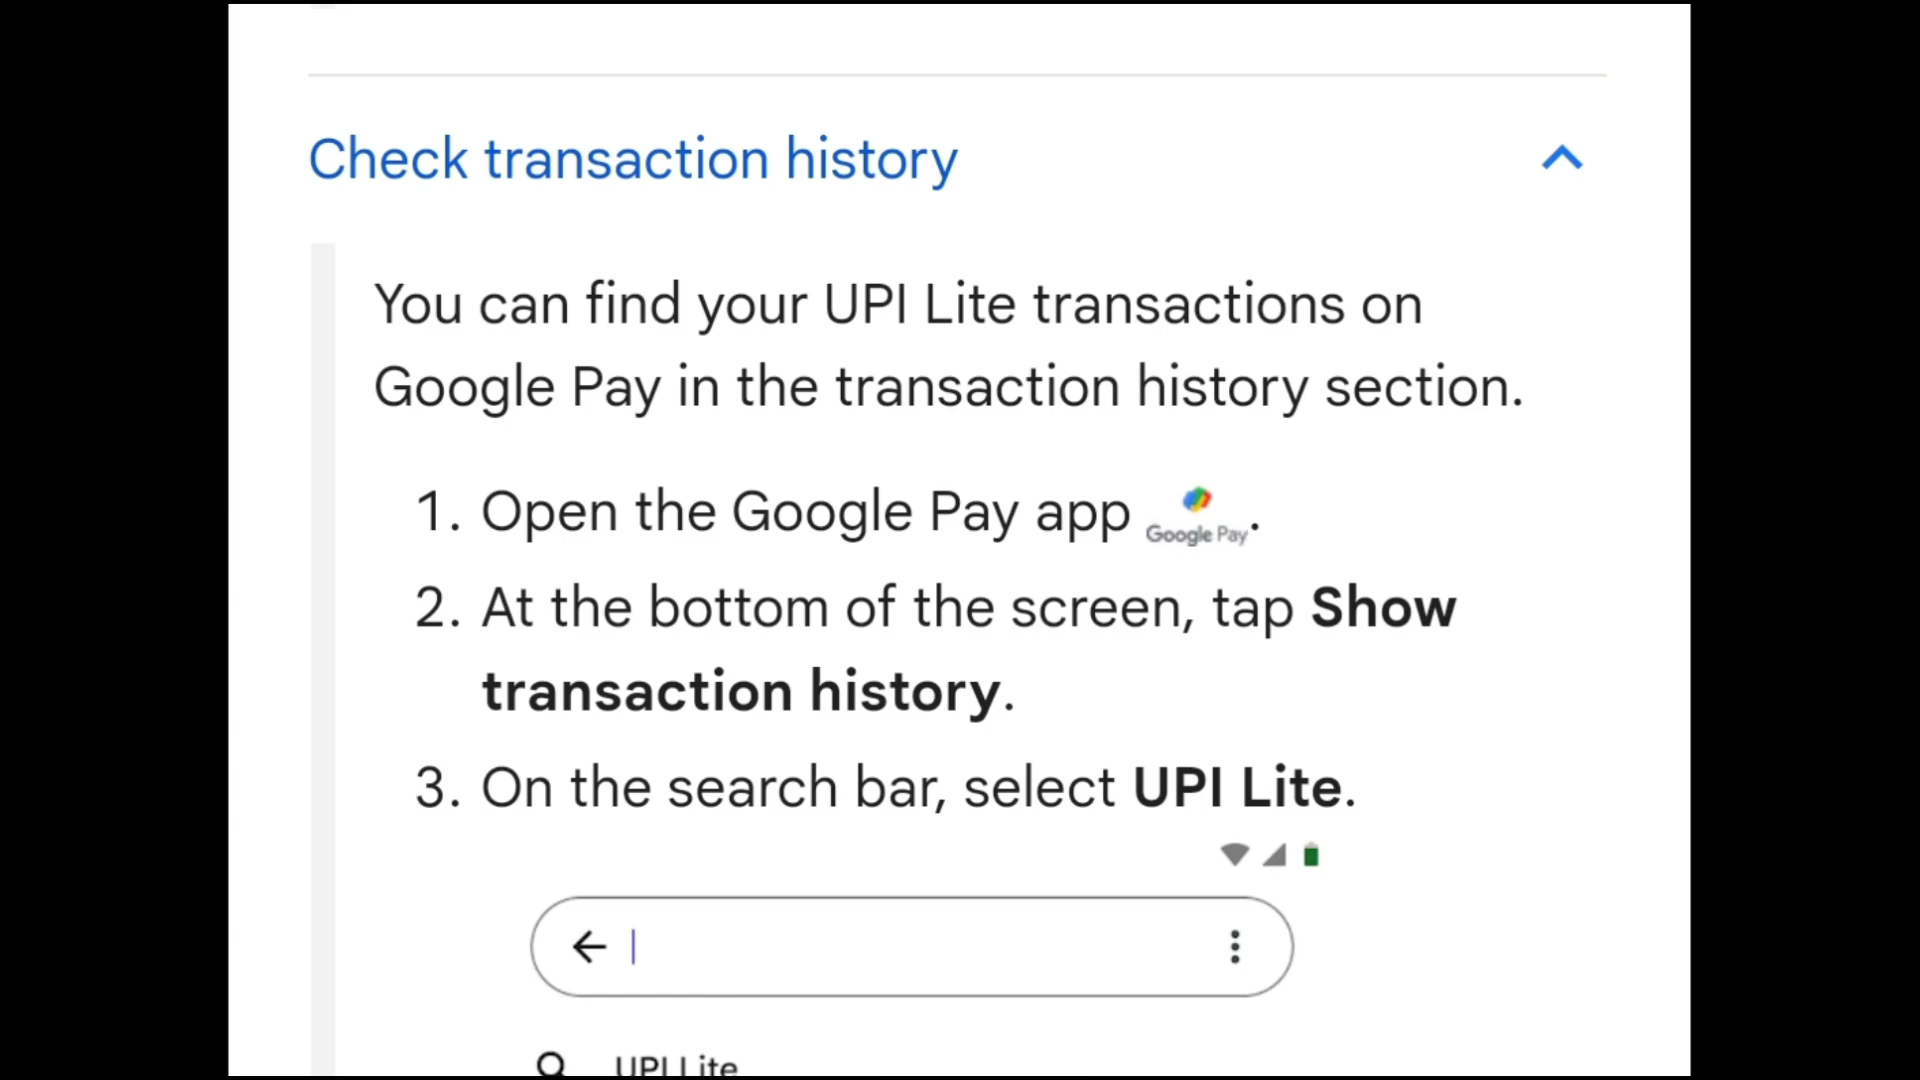 Check transaction history
You can find your UPI Lite transactions on
Google Pay in the transaction history section.
1. Open the Google Pay app Google Pay.
2. At the bottom of the screen, tap Show
transaction history.
3. On the search bar, select UPI Lite.
UPI Lite